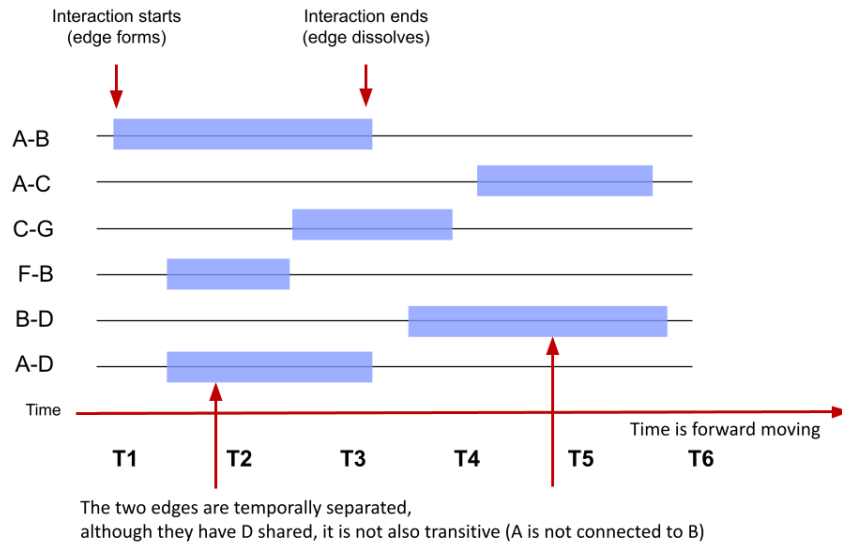 Interaction starts
(edge forms)
Interaction ends
(edge dissolves)
A-B
A-C
C-G
F-B
B-D
A-D
Time
Time is forward moving
T1 T2 T3 T4 T5 T6
The two edges are temporally separated,
although they have D shared, it is not also transitive (A is not connected to B)